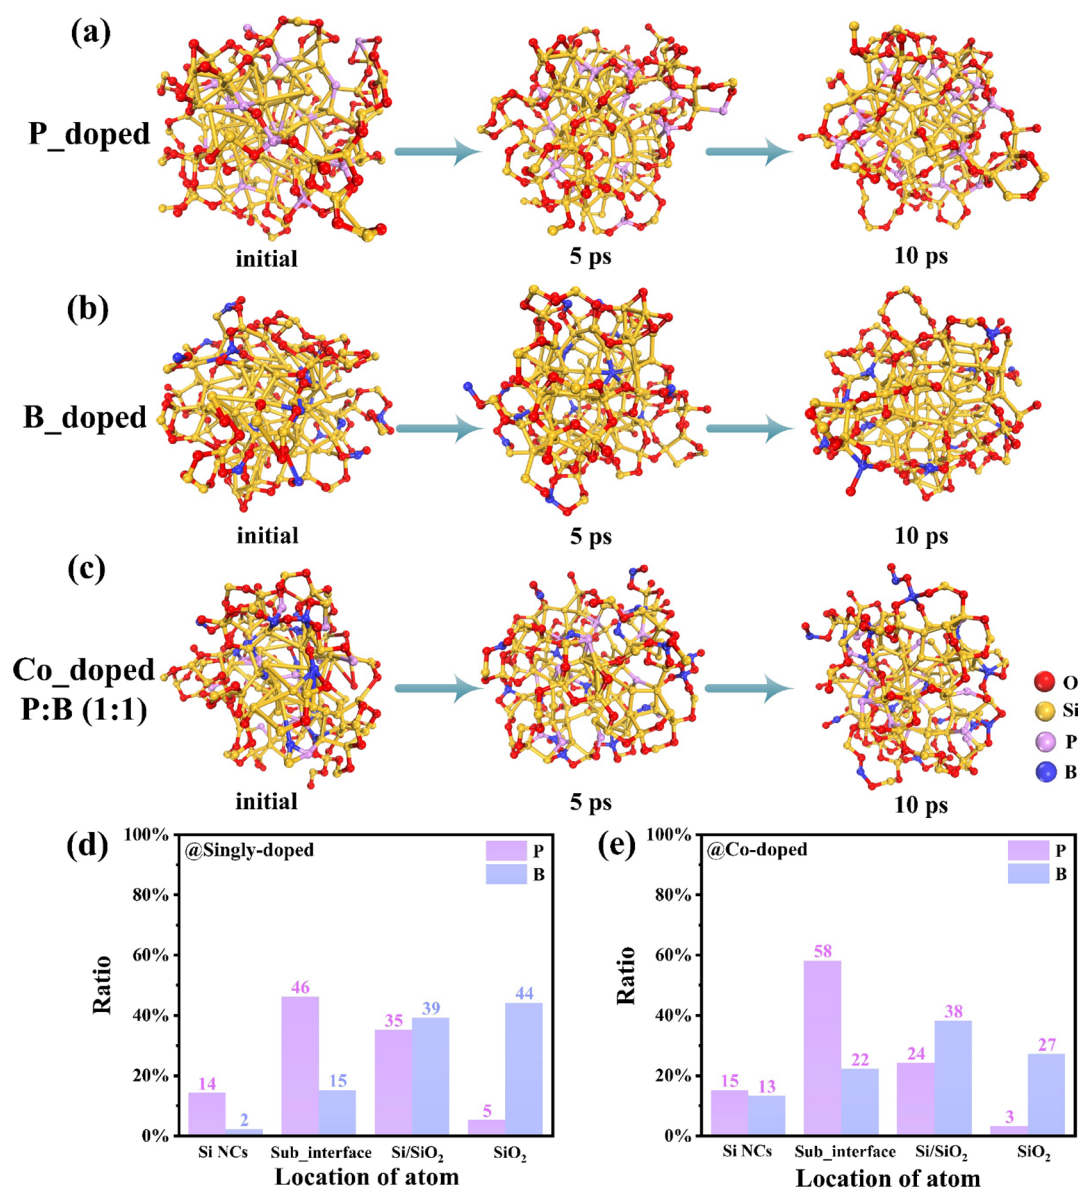 (a)
P_doped
initial
5 ps
10 ps
(b)
B_doped
initial
5 ps
10 ps
(c)
Co_doped
P:B (1:1)
initial
5 ps
10 ps
O
Si
P
B
(d)
@Singly-doped
P
B
100%
80%
60%
40%
20%
0%
Ratio
14
2
46
15
35
39
5
44
Si NCs
Sub_interface
Si/SiO₂
SiO₂
Location of atom
(e)
@Co-doped
P
B
100%
80%
60%
40%
20%
0%
Ratio
15
13
58
22
24
38
3
27
Si NCs
Sub_interface
Si/SiO₂
SiO₂
Location of atom